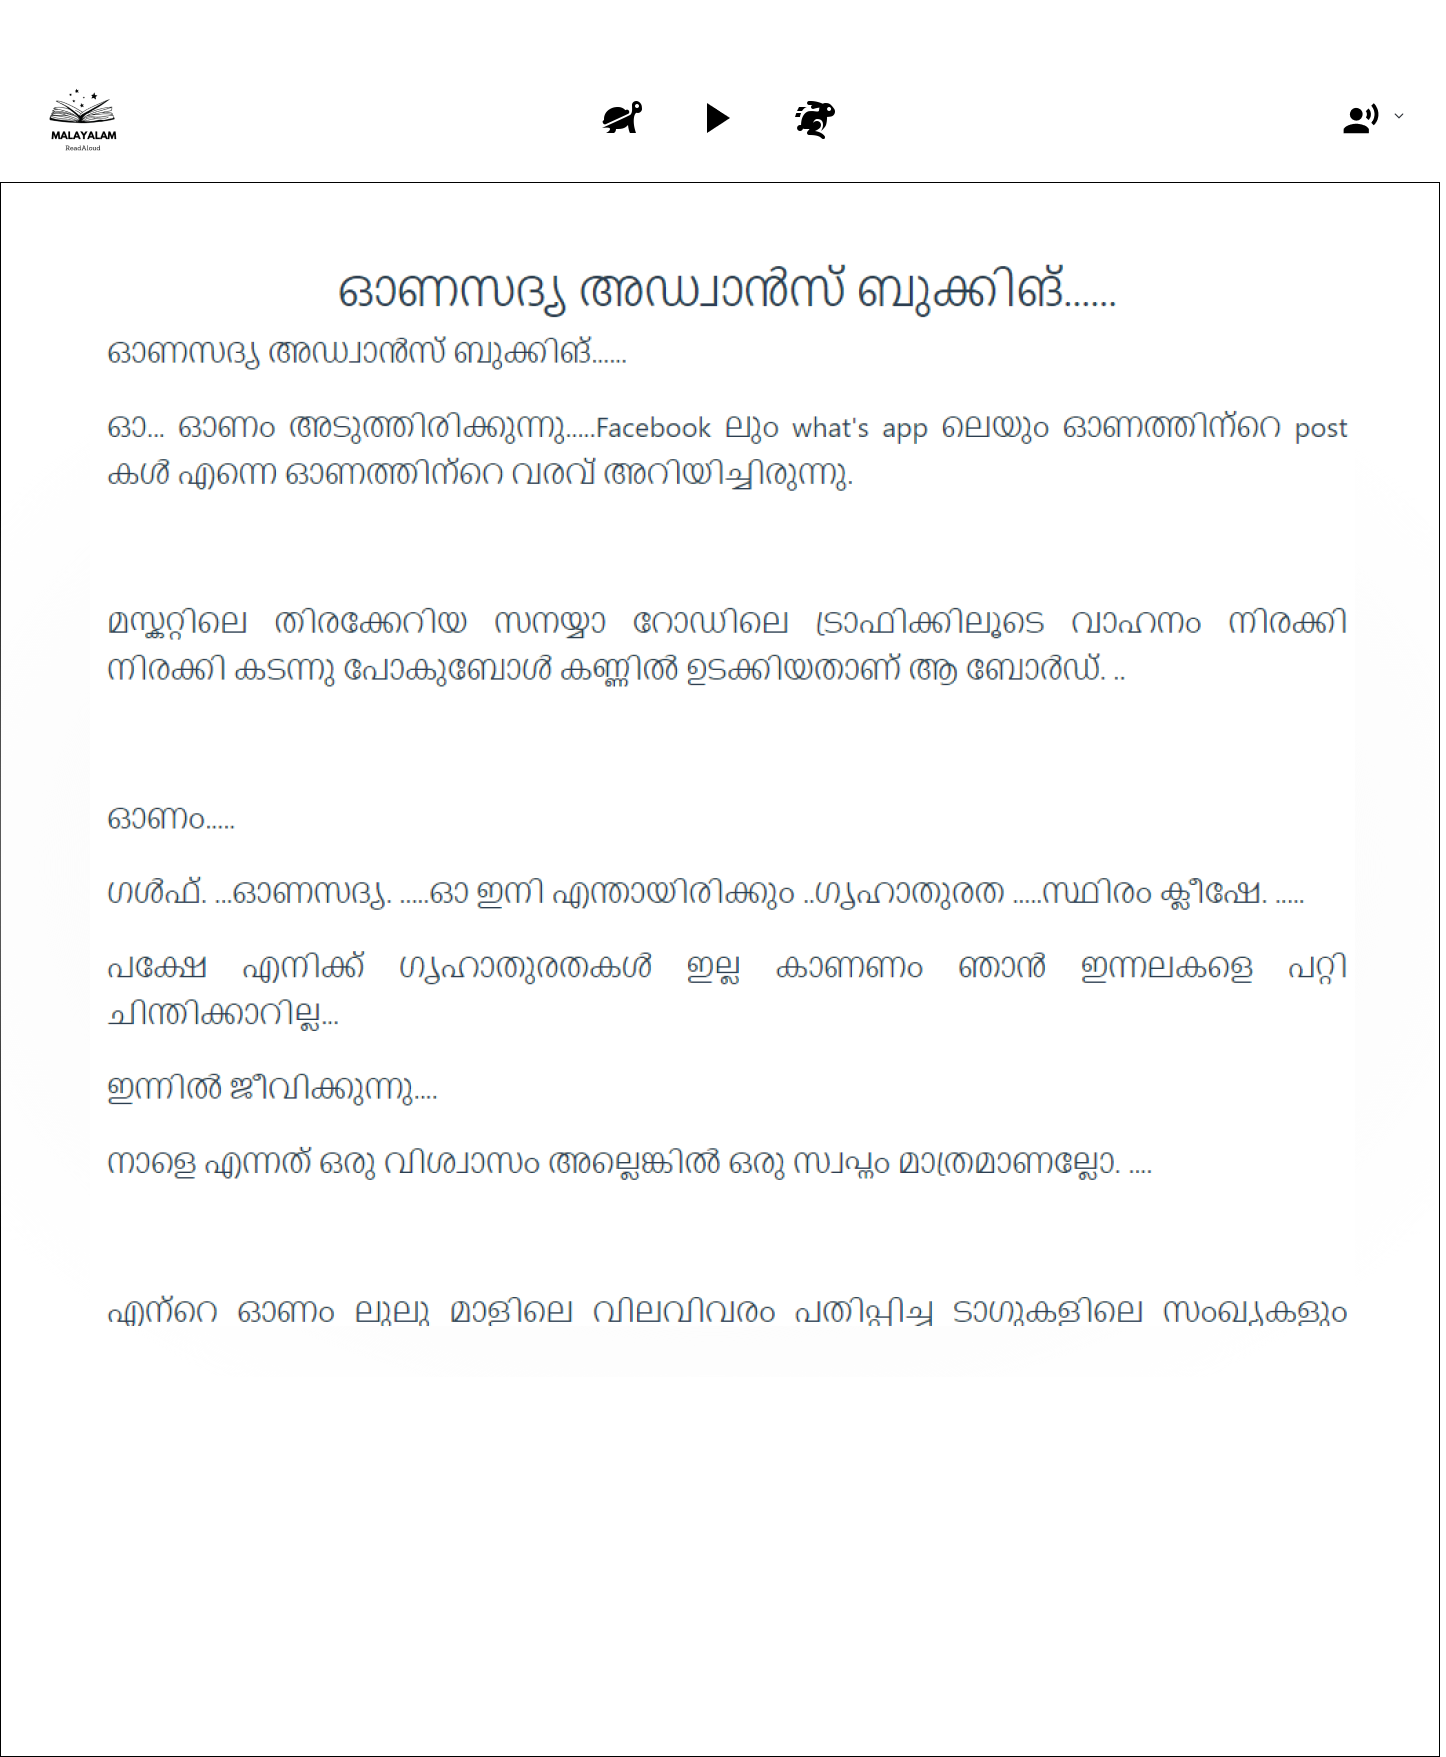 MALAYALAM
ReadAloud
ഓണസദ്യ അഡ്വാൻസ് ബുക്കിങ്......
ഓണസദ്യ അഡ്വാൻസ് ബുക്കിങ്......
ഓ... ഓണം അടുത്തിരിക്കുന്നു.....Facebook ലും what's app ലെയും ഓണത്തിന്റെ post
കൾ എന്നെ ഓണത്തിന്റെ വരവ് അറിയിച്ചിരുന്നു.
മസ്കറ്റിലെ തിരക്കേറിയ സനയ്യാ റോഡിലെ ട്രാഫിക്കിലൂടെ വാഹനം നിരക്കി
നിരക്കി കടന്നു പോകുബോൾ കണ്ണിൽ ഉടക്കിയതാണ് ആ ബോർഡ്. ..
ഓണം.....
ഗൾഫ്. ...ഓണസദ്യ. .....ഓ ഇനി എന്തായിരിക്കും ..ഗൃഹാതുരത .....സ്ഥിരം ക്ലീഷേ. .....
പക്ഷേ എനിക്ക് ഗൃഹാതുരതകൾ ഇല്ല കാണണം ഞാൻ ഇന്നലകളെ പറ്റി
ചിന്തിക്കാറില്ല...
ഇന്നിൽ ജീവിക്കുന്നു....
നാളെ എന്നത് ഒരു വിശ്വാസം അല്ലെങ്കിൽ ഒരു സ്വപ്നം മാത്രമാണല്ലോ. ....
എന്റെ ഓണം ലുലു മാളിലെ വിലവിവരം പതിപ്പിച്ച ടാഗുകളിലെ സംഖ്യകളും